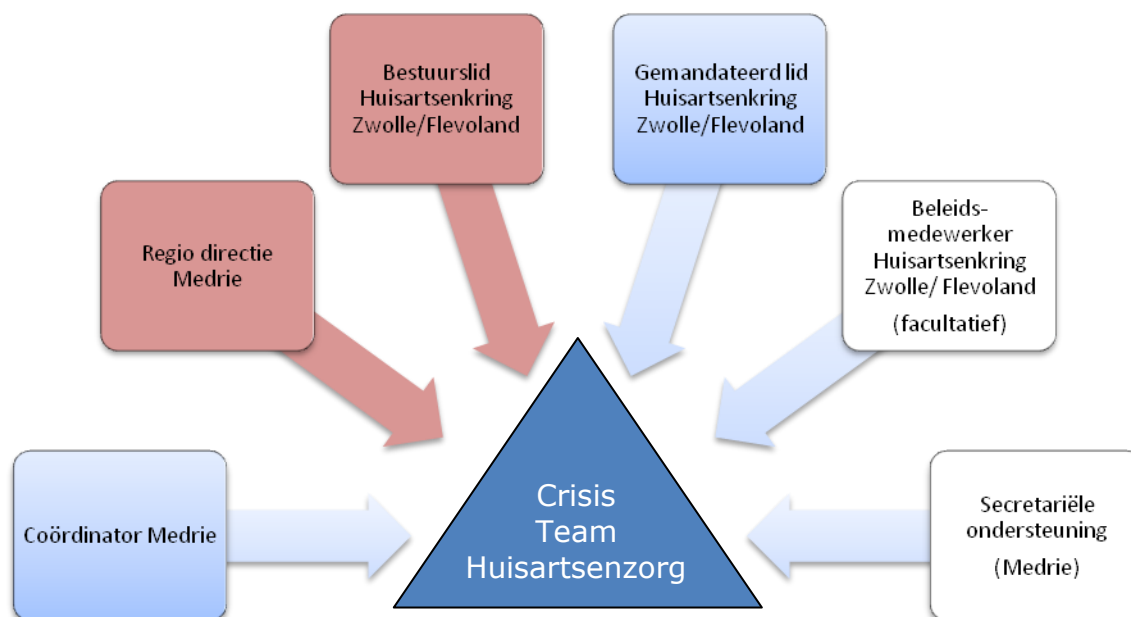 Bestuurslid
Huisartsenkring
Zwolle/Flevoland
Gemandateerd lid
Huisartsenkring
Zwolle/Flevoland
Regio directie
Medrie
Beleids-
medewerker
Huisartsenkring
Zwolle/ Flevoland
(facultatief)
Coördinator Medrie
Crisis
Team
Huisartsenzorg
Secretariële
ondersteuning
(Medrie)